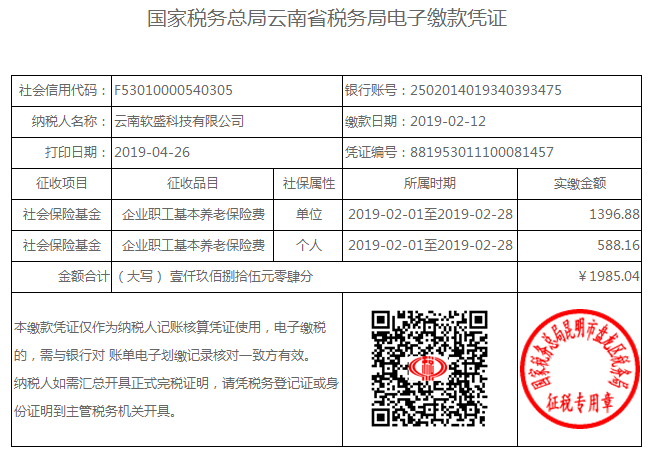 国家税务总局云南省税务局电子缴款凭证
社会信用代码： F53010000540305 银行账号：2502014019340393475
纳税人名称： 云南软盛科技有限公司 缴款日期：2019-02-12
打印日期： 2019-04-26 凭证编号：881953011100081457
征收项目 征收品目 社保属性 所属时期 实缴金额
社会保险基金 企业职工基本养老保险费 单位 2019-02-01至2019-02-28 1396.88
社会保险基金 企业职工基本养老保险费 个人 2019-02-01至2019-02-28 588.16
金额合计 （大写） 壹仟玖佰捌拾伍元零肆分 ￥1985.04
本缴款凭证仅作为纳税人记账核算凭证使用，电子缴税
的，需与银行对 账单电子划缴记录核对一致方有效。
纳税人如需汇总开具正式完税证明，请凭税务登记证或身
份证明到主管税务机关开具。
国家税务总局昆明市盘龙区税务局
征税专用章